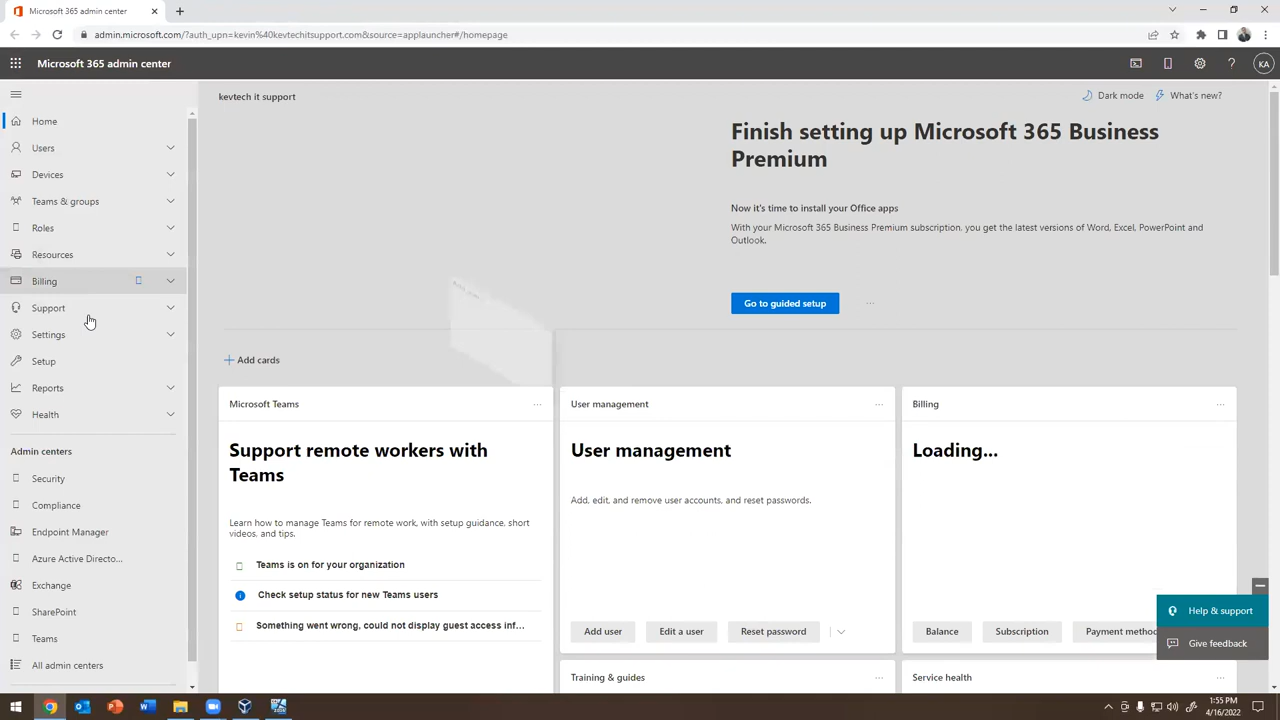 Microsoft 365 admin center
admin.microsoft.com/?auth_upn=kevin%40kevtechitsupport.com&source=applauncher#/homepage
Microsoft 365 admin center
KA
kevtech it support
Dark mode
What's new?
Home
Users
Devices
Teams & groups
Roles
Resources
Billing
Support
Settings
Setup
Reports
Health
Admin centers
Security
Compliance
Endpoint Manager
Azure Active Directo...
Exchange
SharePoint
Teams
All admin centers
Finish setting up Microsoft 365 Business
Premium
Now it's time to install your Office apps
With your Microsoft 365 Business Premium subscription, you get the latest versions of Word, Excel, PowerPoint and
Outlook.
Go to guided setup
Add cards
Microsoft Teams
Support remote workers with
Teams
Learn how to manage Teams for remote work, with setup guidance, short
videos, and tips.
Teams is on for your organization
Check setup status for new Teams users
Something went wrong, could not display guest access inf...
User management
User management
Add, edit, and remove user accounts, and reset passwords.
Add user
Edit a user
Reset password
Billing
Loading...
Balance
Subscription
Payment method
Help & support
Give feedback
Training & guides
Service health
1:55 PM
4/16/2022